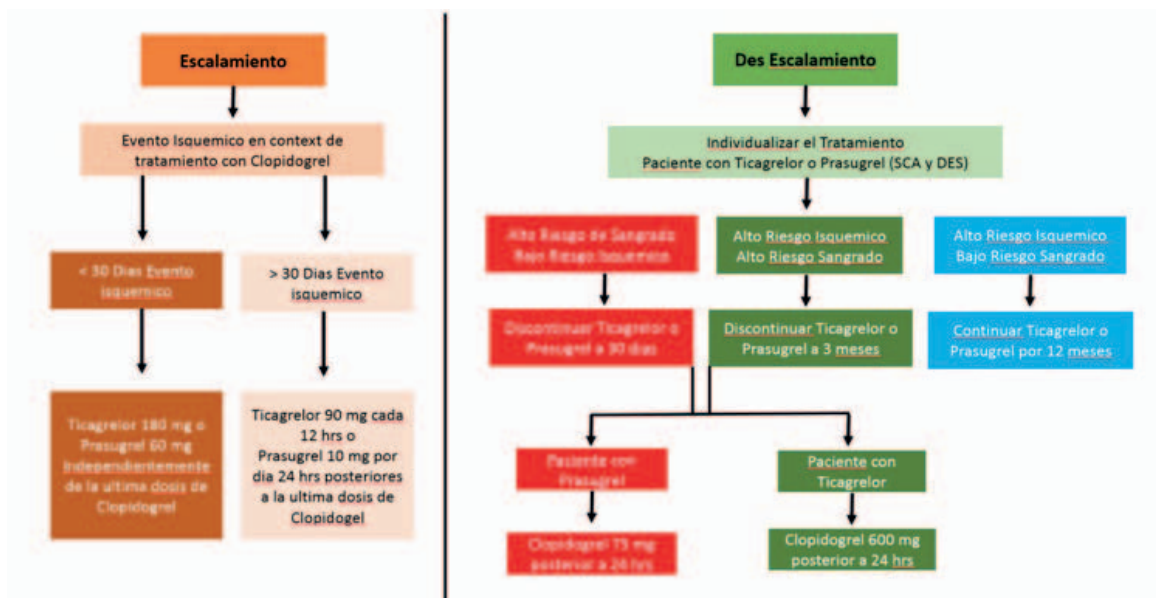 Escalamiento
Evento Isquemico en context de
tratamiento con Clopidogrel
< 30 Dias Evento
isquemico
> 30 Dias Evento
isquemico
Ticagrelor 180 mg o
Prasugrel 60 mg
Independientemente
de la ultima dosis de
Clopidogrel
Ticagrelor 90 mg cada
12 hrs o
Prasugrel 10 mg por
dia 24 hrs posteriores
a la ultima dosis de
Clopidogel
Des Escalamiento
Individualizar el Tratamiento
Paciente con Ticagrelor o Prasugrel (SCA y DES)
Alto Riesgo de Sangrado
Bajo Riesgo Isquemico
Alto Riesgo Isquemico
Alto Riesgo Sangrado
Alto Riesgo Isquemico
Bajo Riesgo Sangrado
Discontinuar Ticagrelor o
Prasugrel a 30 dias
Discontinuar Ticagrelor o
Prasugrel a 3 meses
Continuar Ticagrelor o
Prasugrel por 12 meses
Paciente con
Prasugrel
Paciente con
Ticagrelor
Clopidogrel 75 mg
posterior a 24 hrs
Clopidogrel 600 mg
posterior a 24 hrs